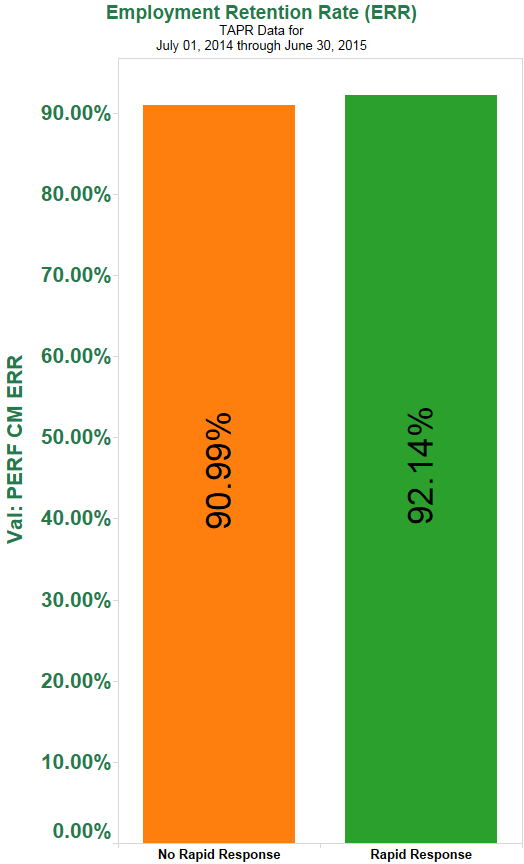 Employment Retention Rate (ERR)
TAPR Data for
July 01, 2014 through June 30, 2015
Val: PERF CM ERR
90.00%
80.00%
70.00%
60.00%
50.00%
40.00%
30.00%
20.00%
10.00%
0.00%
90.99%
92.14%
No Rapid Response
Rapid Response